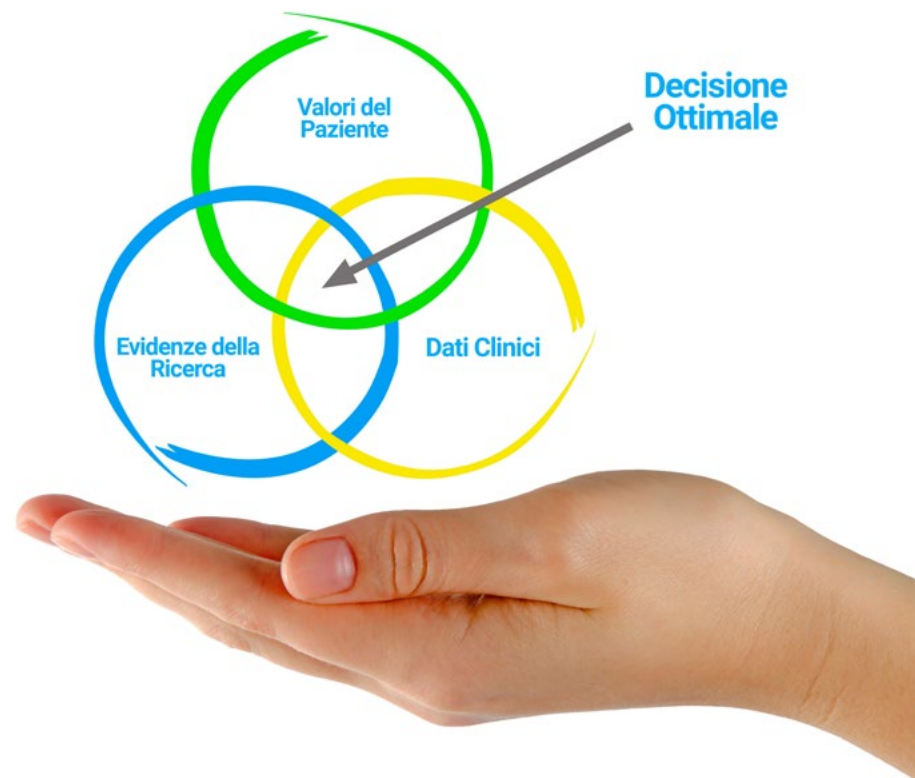 Valori del
Paziente
Decisione
Ottimale
Evidenze della
Ricerca
Dati Clinici